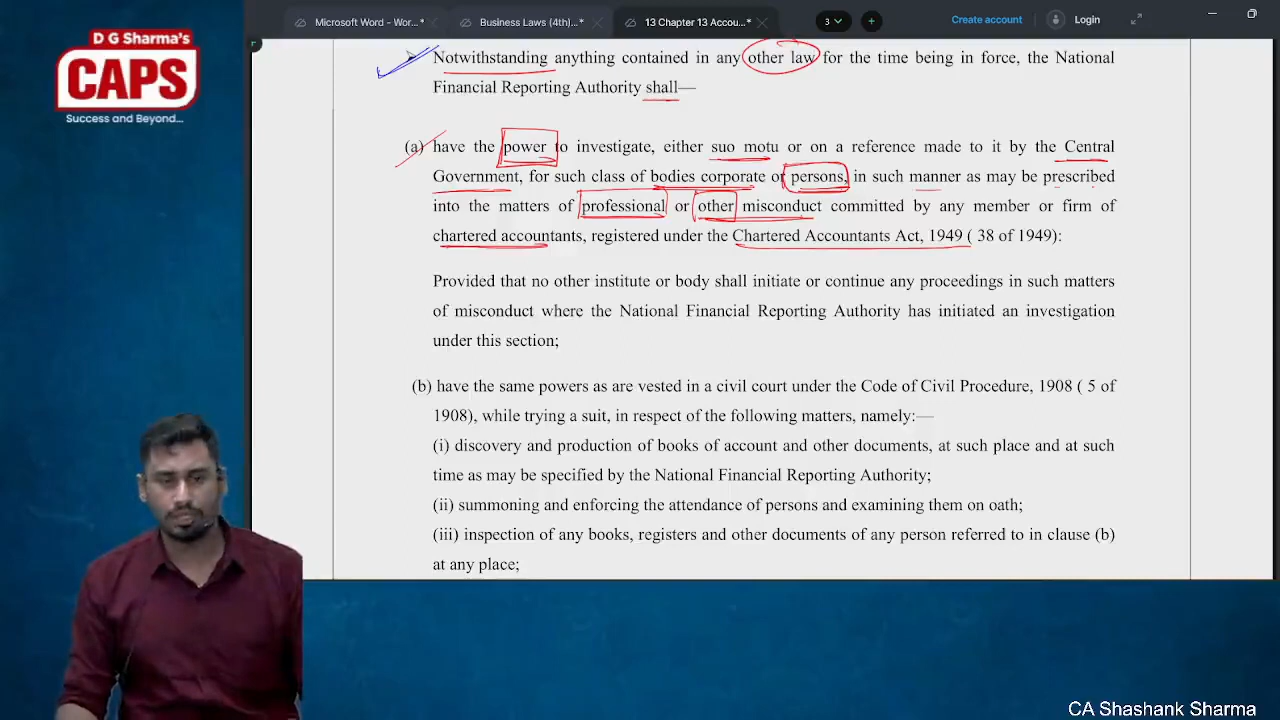 D G Sharma's
CAPS
Success and Beyond...
Microsoft Word - Wor...*
Business Laws (4th)...*
13 Chapter 13 Accou...*
3
Create account
Login
Notwithstanding anything contained in any other law for the time being in force, the National
Financial Reporting Authority shall—
(a) have the power to investigate, either suo motu or on a reference made to it by the Central
Government, for such class of bodies corporate or persons, in such manner as may be prescribed
into the matters of professional or other misconduct committed by any member or firm of
chartered accountants, registered under the Chartered Accountants Act, 1949 ( 38 of 1949):
Provided that no other institute or body shall initiate or continue any proceedings in such matters
of misconduct where the National Financial Reporting Authority has initiated an investigation
under this section;
(b) have the same powers as are vested in a civil court under the Code of Civil Procedure, 1908 ( 5 of
1908), while trying a suit, in respect of the following matters, namely:—
(i) discovery and production of books of account and other documents, at such place and at such
time as may be specified by the National Financial Reporting Authority;
(ii) summoning and enforcing the attendance of persons and examining them on oath;
(iii) inspection of any books, registers and other documents of any person referred to in clause (b)
at any place;
CA Shashank Sharma